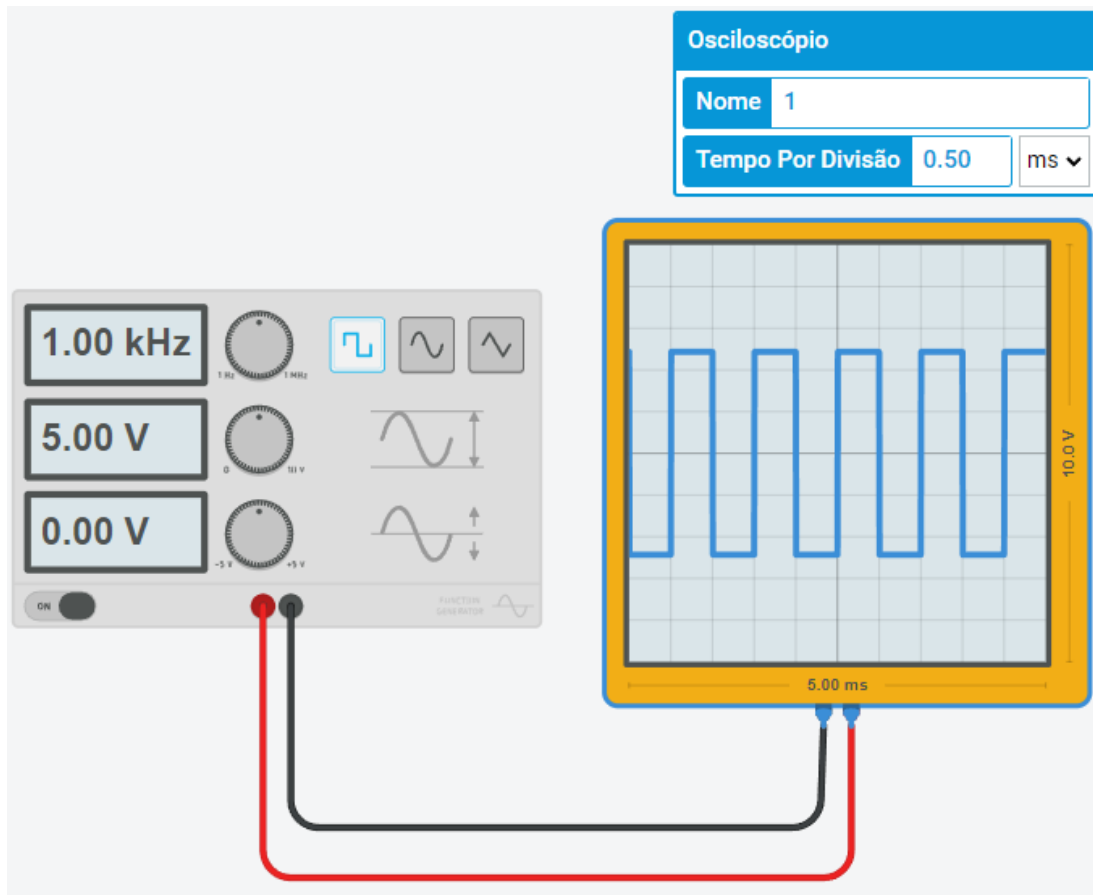 Osciloscópio
Nome 1
Tempo Por Divisão 0.50 ms
1.00 kHz
1 Hz 1 MHz
5.00 V
0 10 V
0.00 V
-5 V +5 V
ON
FUNCTION
GENERATOR
10.0 V
5.00 ms